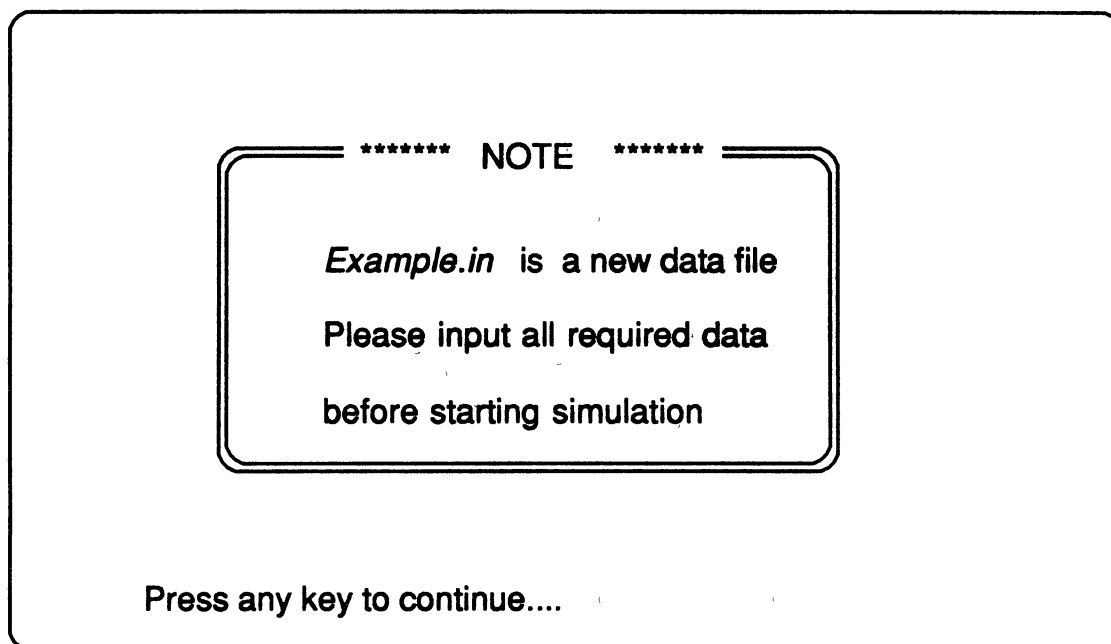 ******* NOTE *******
Example.in is a new data file
Please input all required data
before starting simulation
Press any key to continue....